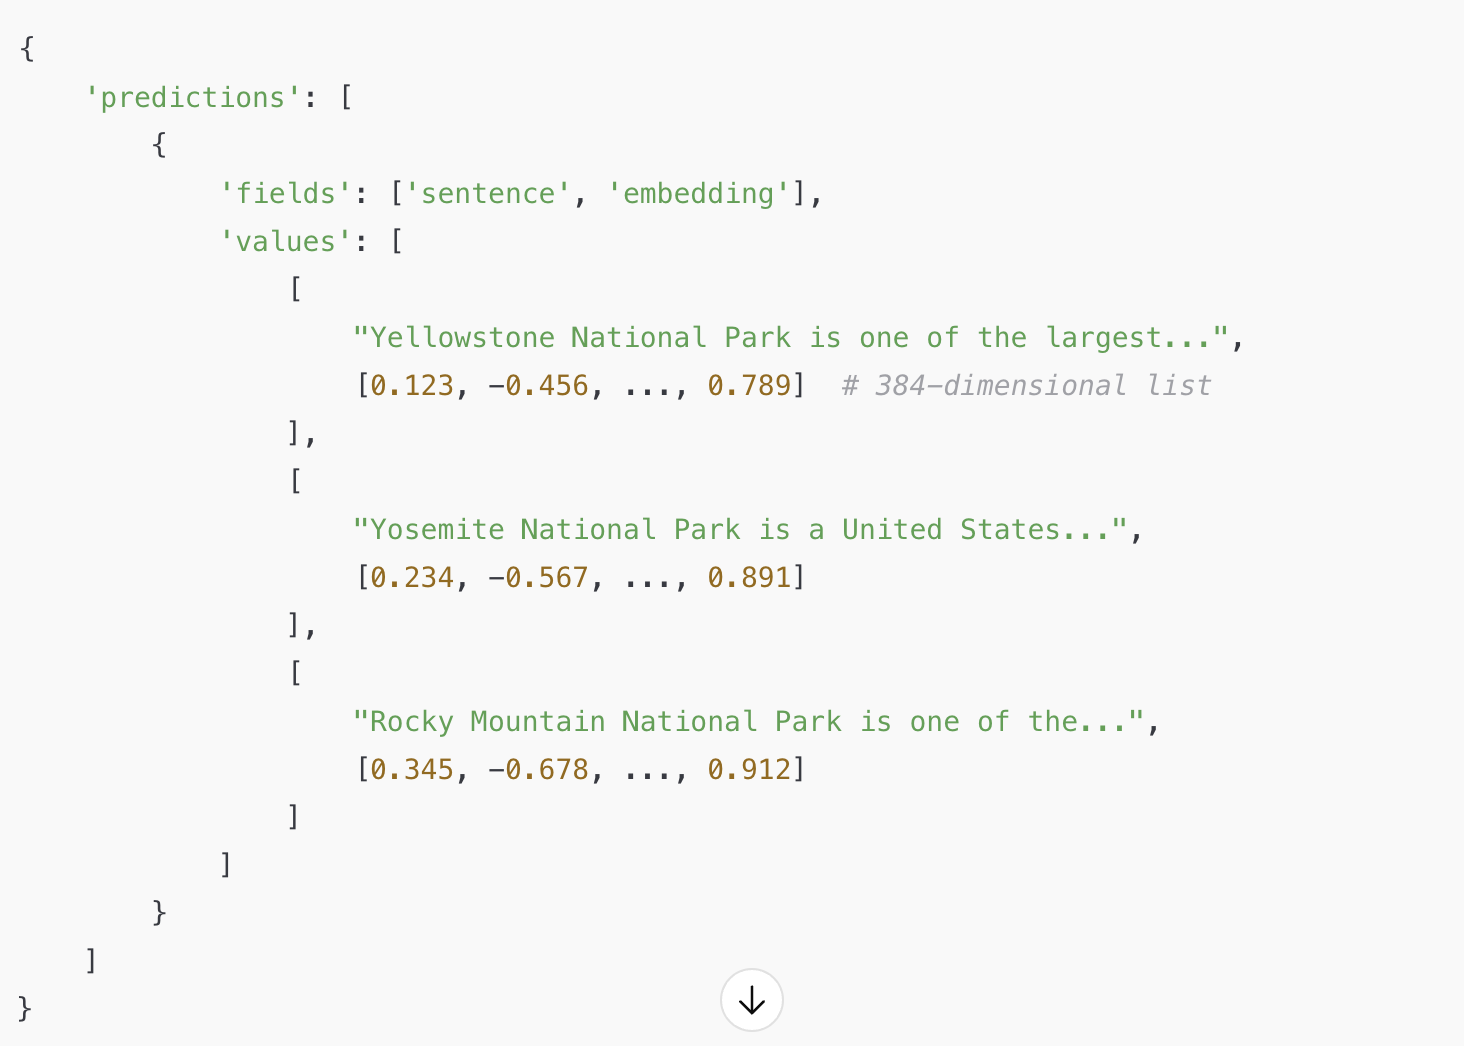 {
    'predictions': [
        {
            'fields': ['sentence', 'embedding'],
            'values': [
                [
                    "Yellowstone National Park is one of the largest...",
                    [0.123, -0.456, ..., 0.789]  # 384-dimensional list
                ],
                [
                    "Yosemite National Park is a United States...",
                    [0.234, -0.567, ..., 0.891]
                ],
                [
                    "Rocky Mountain National Park is one of the...",
                    [0.345, -0.678, ..., 0.912]
                ]
            ]
        }
    ]
}